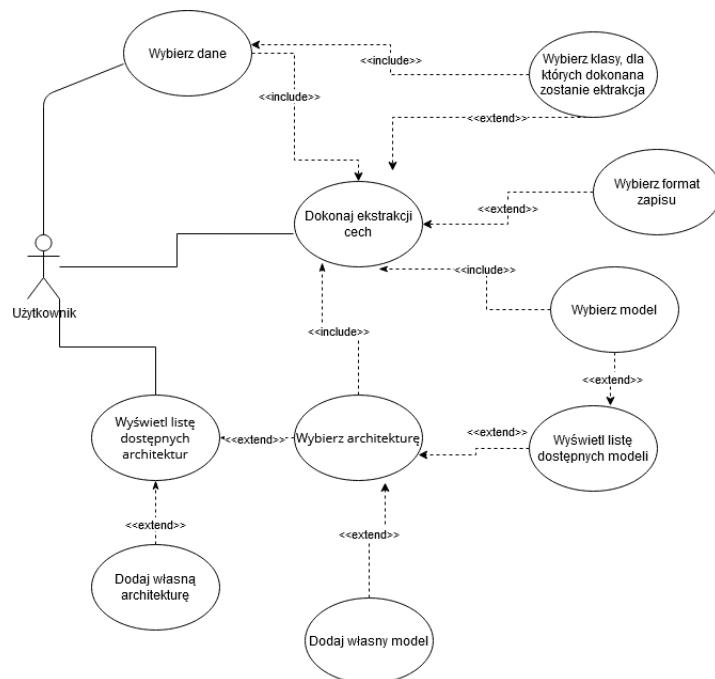 Wybierz dane
Wybierz klasy, dla
których dokonana
zostanie ektrakcja
<<include>>
<<include>>
<<extend>>
Wybierz format
zapisu
Dokonaj ekstrakcji
cech
<<extend>>
<<include>>
Użytkownik
Wybierz model
<<include>>
<<extend>>
Wyświetl listę
dostępnych
architektur
<<extend>>
Wybierz architekturę
<<extend>>
Wyświetl listę
dostępnych modeli
<<extend>>
<<extend>>
Dodaj własną
architekturę
Dodaj własny model